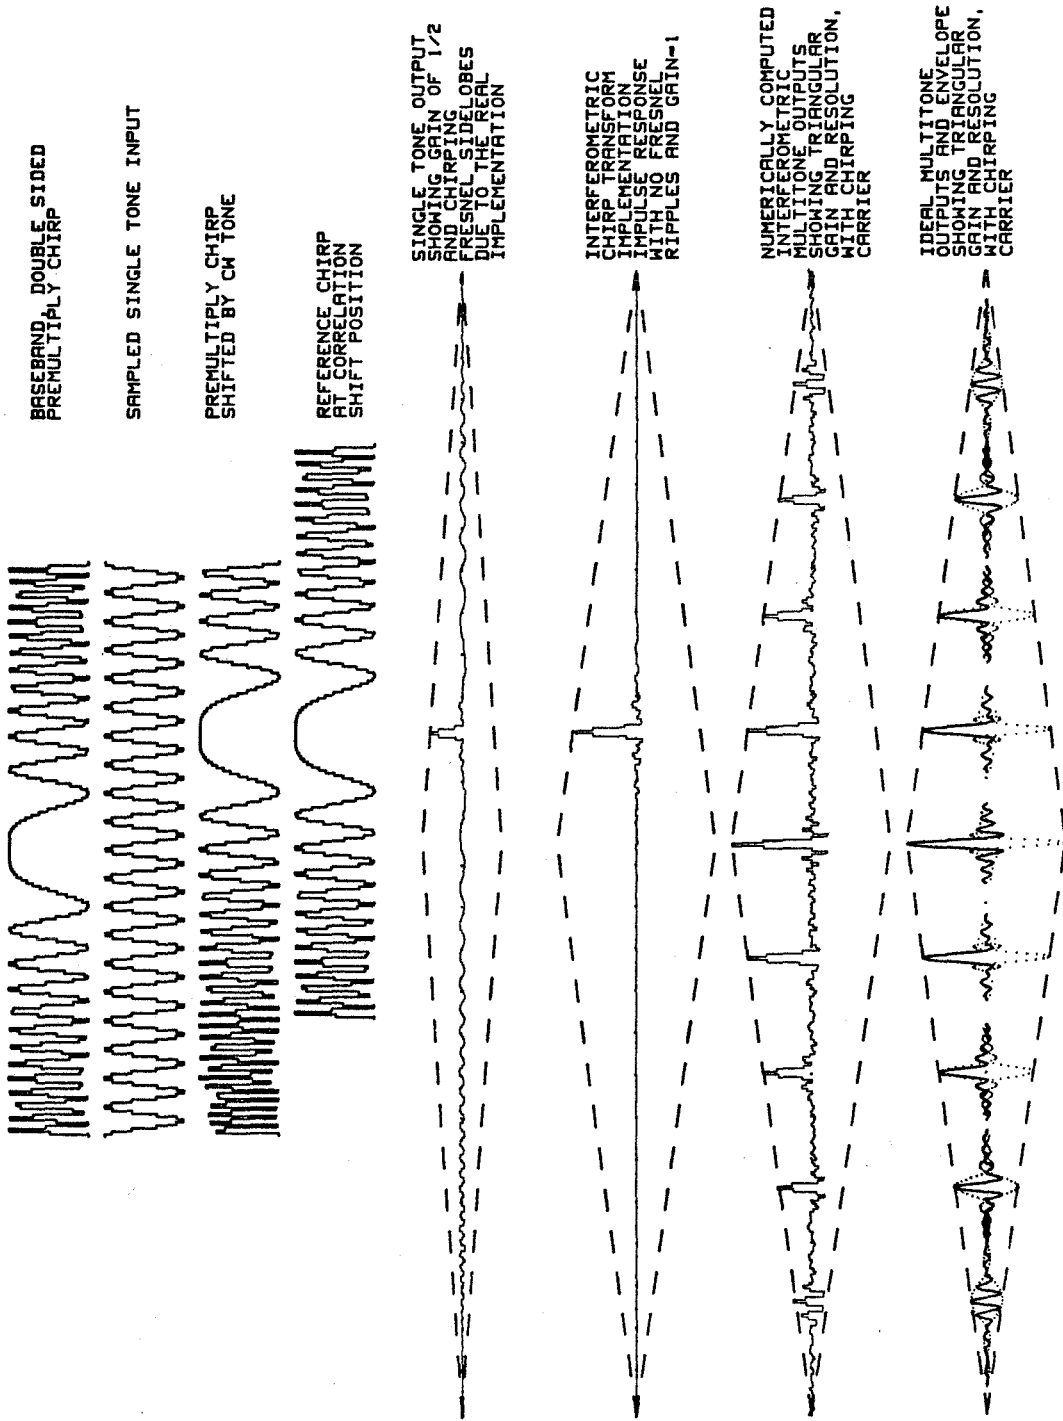 BASEBAND, DOUBLE SIDED
PREMULTIPLY CHIRP
SAMPLED SINGLE TONE INPUT
PREMULTIPLY CHIRP
SHIFTED BY CW TONE
REFERENCE CHIRP
AT CORRELATION
SHIFT POSITION
SINGLE TONE OUTPUT
SHOWING GAIN OF 1/2
AND CHIRPING
FRESNEL SIDELOBES
DUE TO THE REAL
IMPLEMENTATION
INTERFEROMETRIC
CHIRP TRANSFORM
IMPLEMENTATION
IMPULSE RESPONSE
WITH NO FRESNEL
RIPPLES AND GAIN=1
NUMERICALLY COMPUTED
INTERFEROMETRIC
MULTITONE OUTPUTS
SHOWING TRIANGULAR
GAIN AND RESOLUTION,
WITH CHIRPING
CARRIER
IDEAL MULTITONE
OUTPUTS AND ENVELOPE
SHOWING TRIANGULAR
GAIN AND RESOLUTION,
WITH CHIRPING
CARRIER